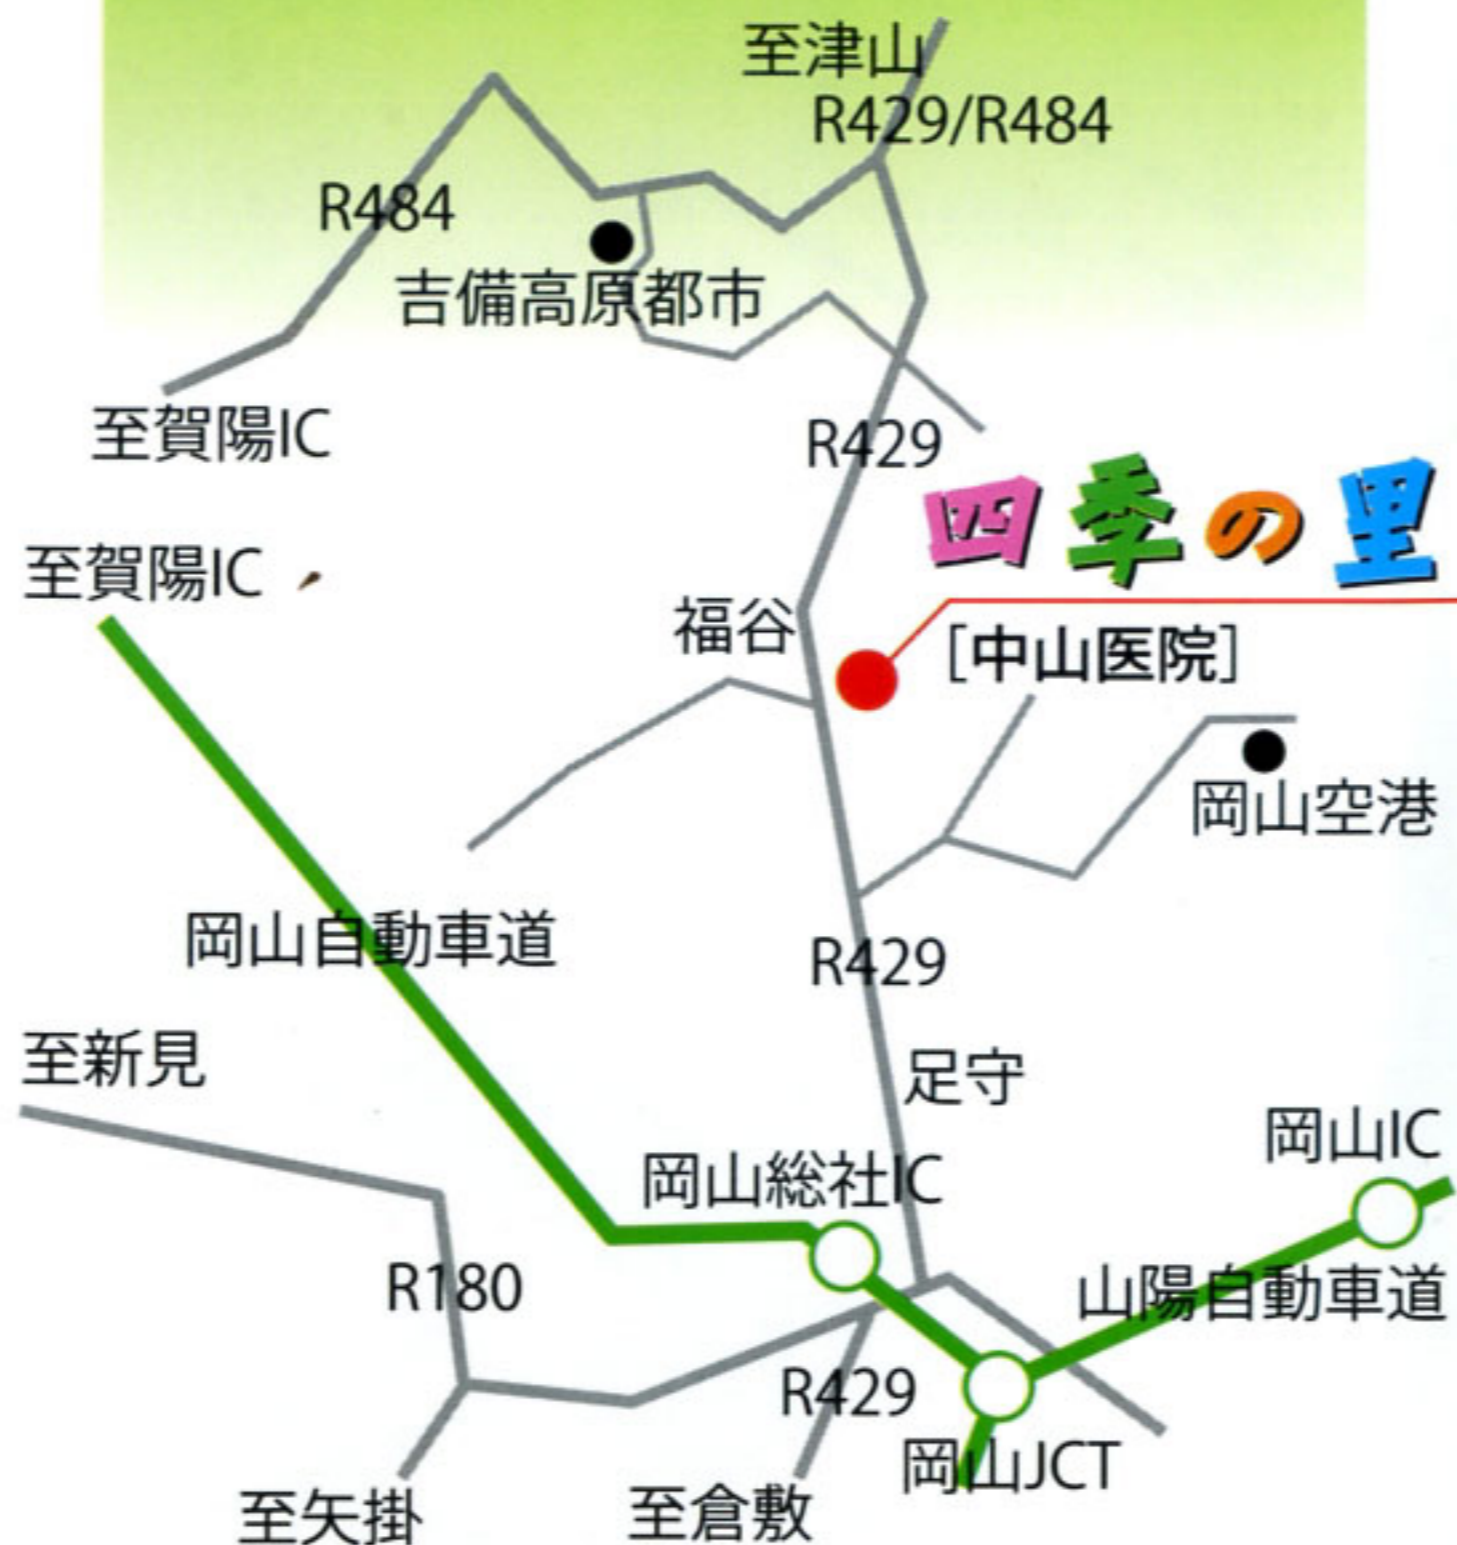 至津山
R429/R484
R484
吉備高原都市
至賀陽IC
R429
四季の里
至賀陽IC
福谷
[中山医院]
岡山空港
岡山自動車道
R429
至新見
足守
岡山IC
岡山総社IC
R180
山陽自動車道
R429
岡山JCT
至矢掛
至倉敷